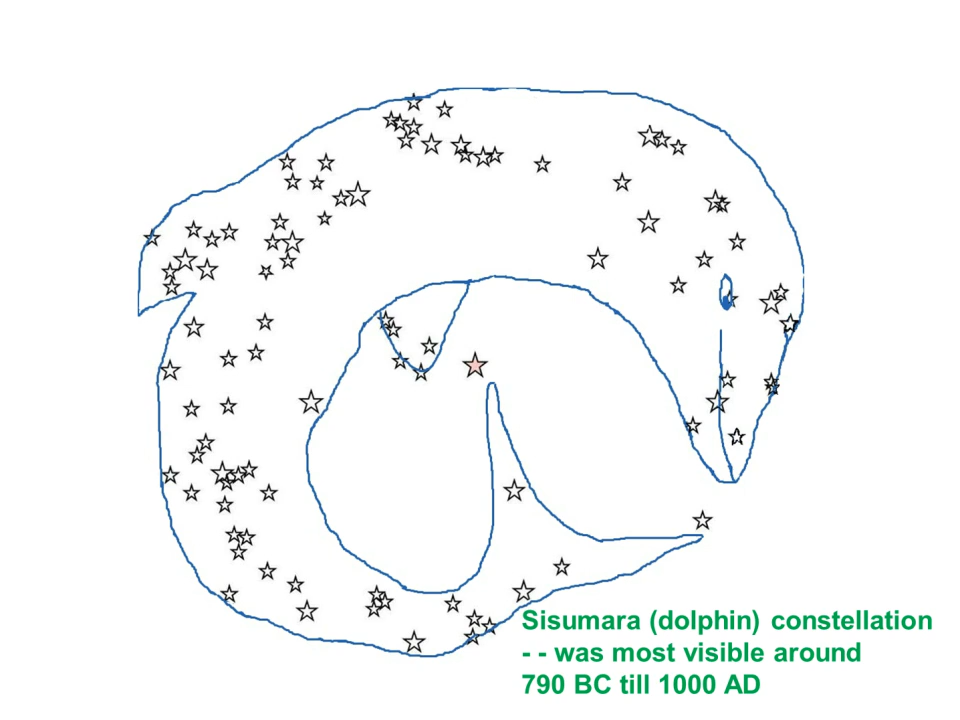 Sisumara (dolphin) constellation
- - was most visible around
790 BC till 1000 AD